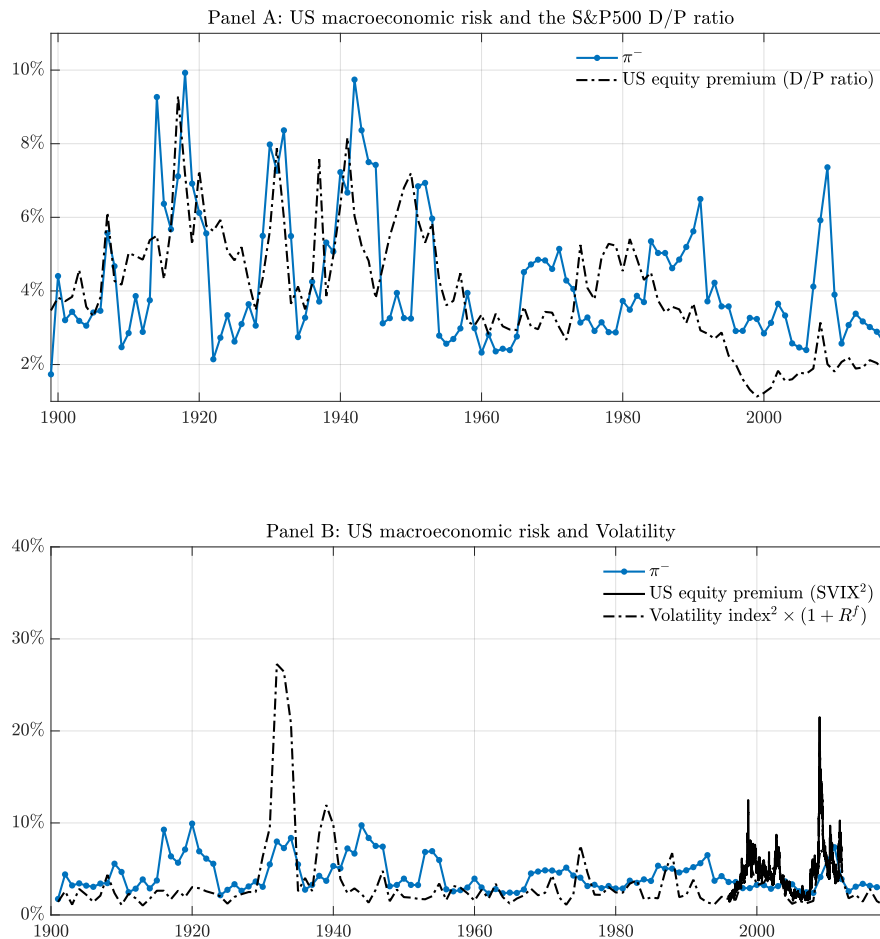 Panel A: US macroeconomic risk and the S&P500 D/P ratio
π⁻
US equity premium (D/P ratio)
10%
8%
6%
4%
2%
1900 1920 1940 1960 1980 2000
Panel B: US macroeconomic risk and Volatility
40%
π⁻
US equity premium (SVIX²)
Volatility index² × (1 + Rᶠ)
30%
20%
10%
0%
1900 1920 1940 1960 1980 2000